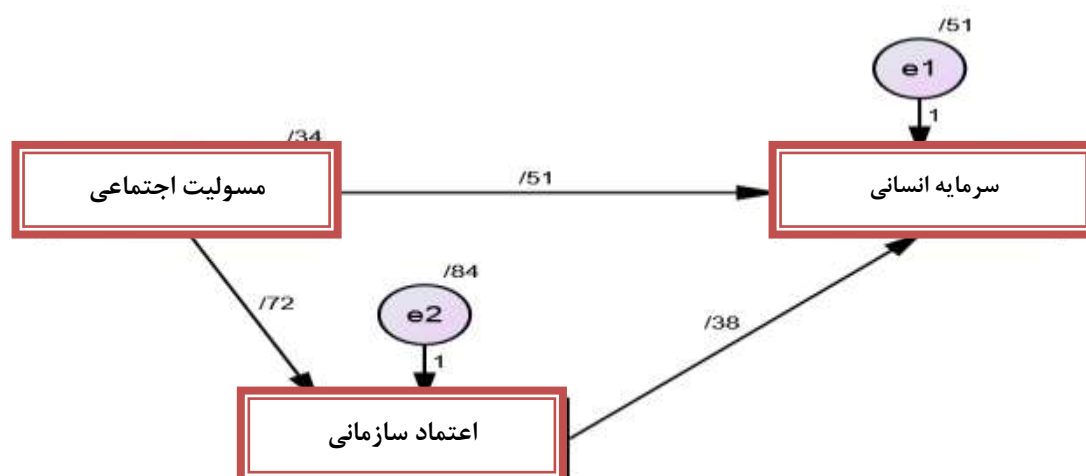 /51
e1
1
/34
مسولیت اجتماعی
/51
سرمایه انسانی
/84
/72
e2
/38
1
اعتماد سازمانی